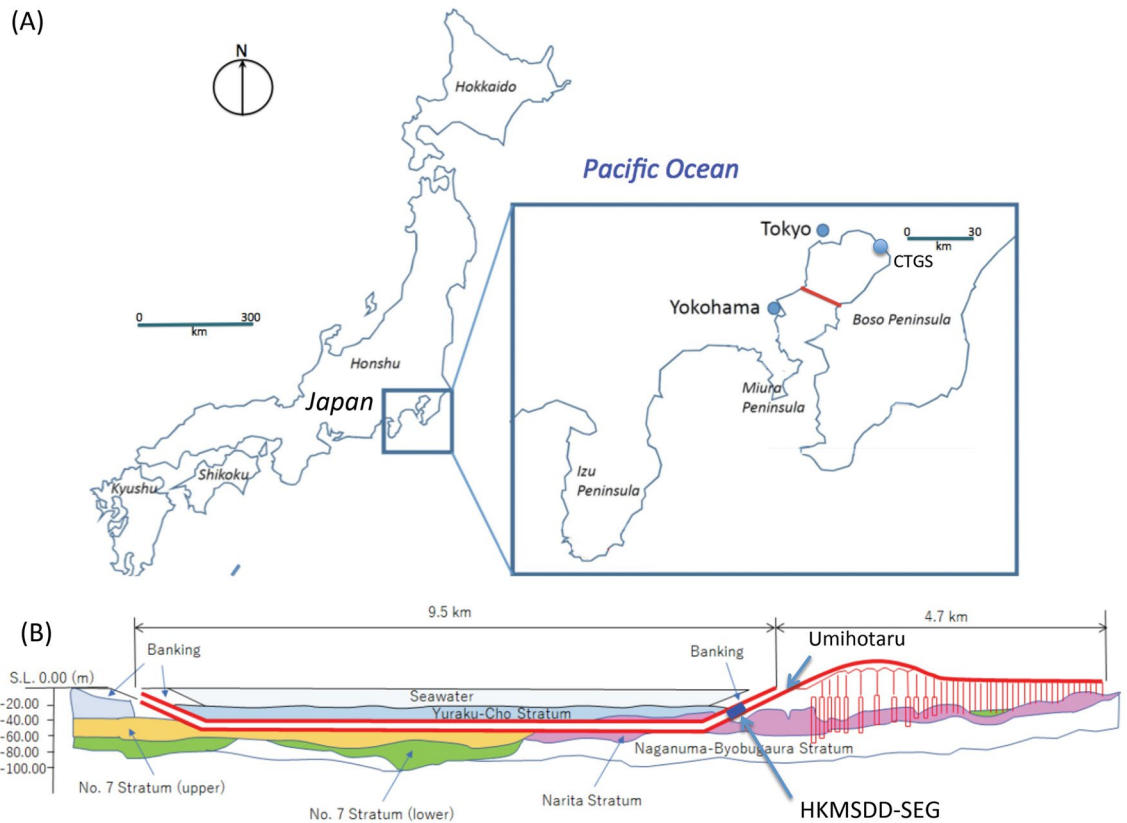 (A)
N
Hokkaido
Pacific Ocean
Tokyo
0 30
km
CTGS
Yokohama
Boso Peninsula
0 300
km
Honshu
Japan
Miura
Peninsula
Shikoku
Kyushu
Izu
Peninsula
(B)
9.5 km
4.7 km
Umihotaru
Banking
Banking
S.L. 0.00 (m)
Seawater
-20.00
Yuraku-Cho Stratum
-40.00
-60.00
Naganuma-Byobugaura Stratum
-80.00
-100.00
No. 7 Stratum (upper)
No. 7 Stratum (lower)
Narita Stratum
HKMSDD-SEG